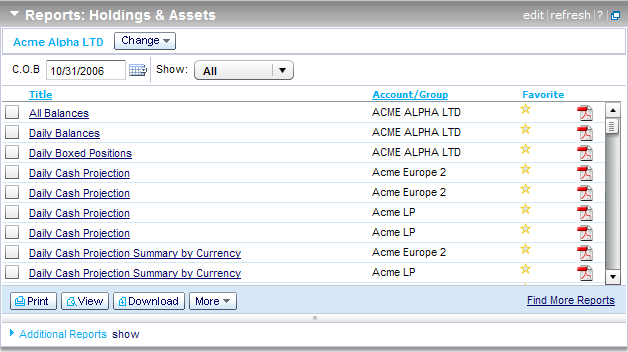 Reports: Holdings & Assets edit | refresh | ? |
Acme Alpha LTD Change
C.O.B 10/31/2006 Show: All
Title Account/Group Favorite
All Balances ACME ALPHA LTD
Daily Balances ACME ALPHA LTD
Daily Boxed Positions ACME ALPHA LTD
Daily Cash Projection Acme Europe 2
Daily Cash Projection Acme Europe 2
Daily Cash Projection Acme LP
Daily Cash Projection Acme LP
Daily Cash Projection Summary by Currency Acme Europe 2
Daily Cash Projection Summary by Currency Acme LP
Print View Download More Find More Reports
Additional Reports show